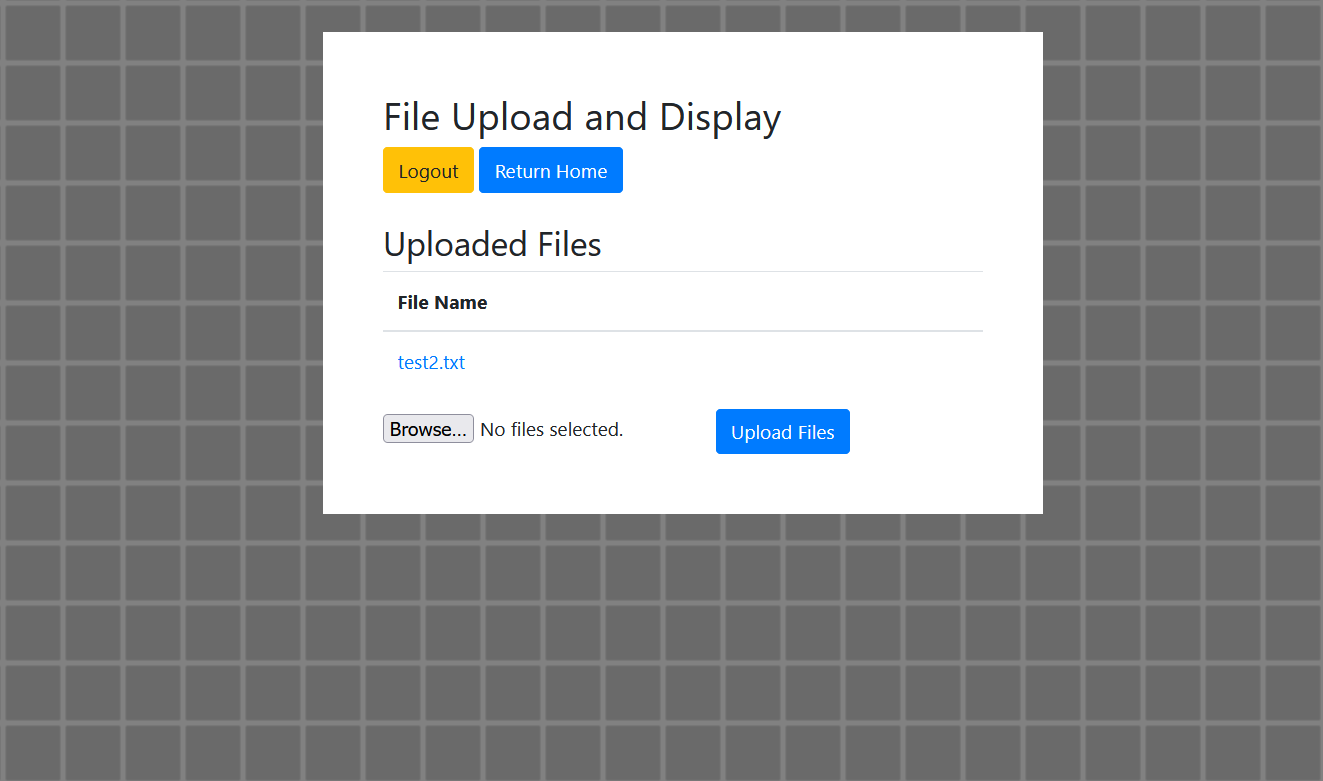 File Upload and Display
Logout Return Home
Uploaded Files
File Name
test2.txt
Browse... No files selected. Upload Files